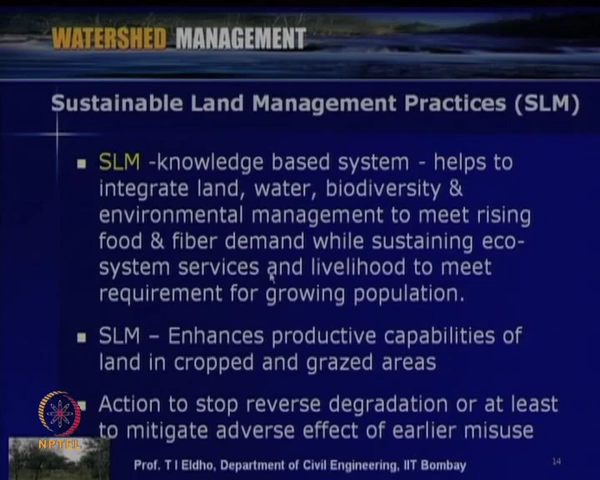 WATERSHED MANAGEMENT
Sustainable Land Management Practices (SLM)
SLM -knowledge based system - helps to
integrate land, water, biodiversity &
environmental management to meet rising
food & fiber demand while sustaining eco-
system services and livelihood to meet
requirement for growing population.
SLM – Enhances productive capabilities of
land in cropped and grazed areas
Action to stop reverse degradation or at least
to mitigate adverse effect of earlier misuse
NPTEL
Prof. T I Eldho, Department of Civil Engineering, IIT Bombay
14